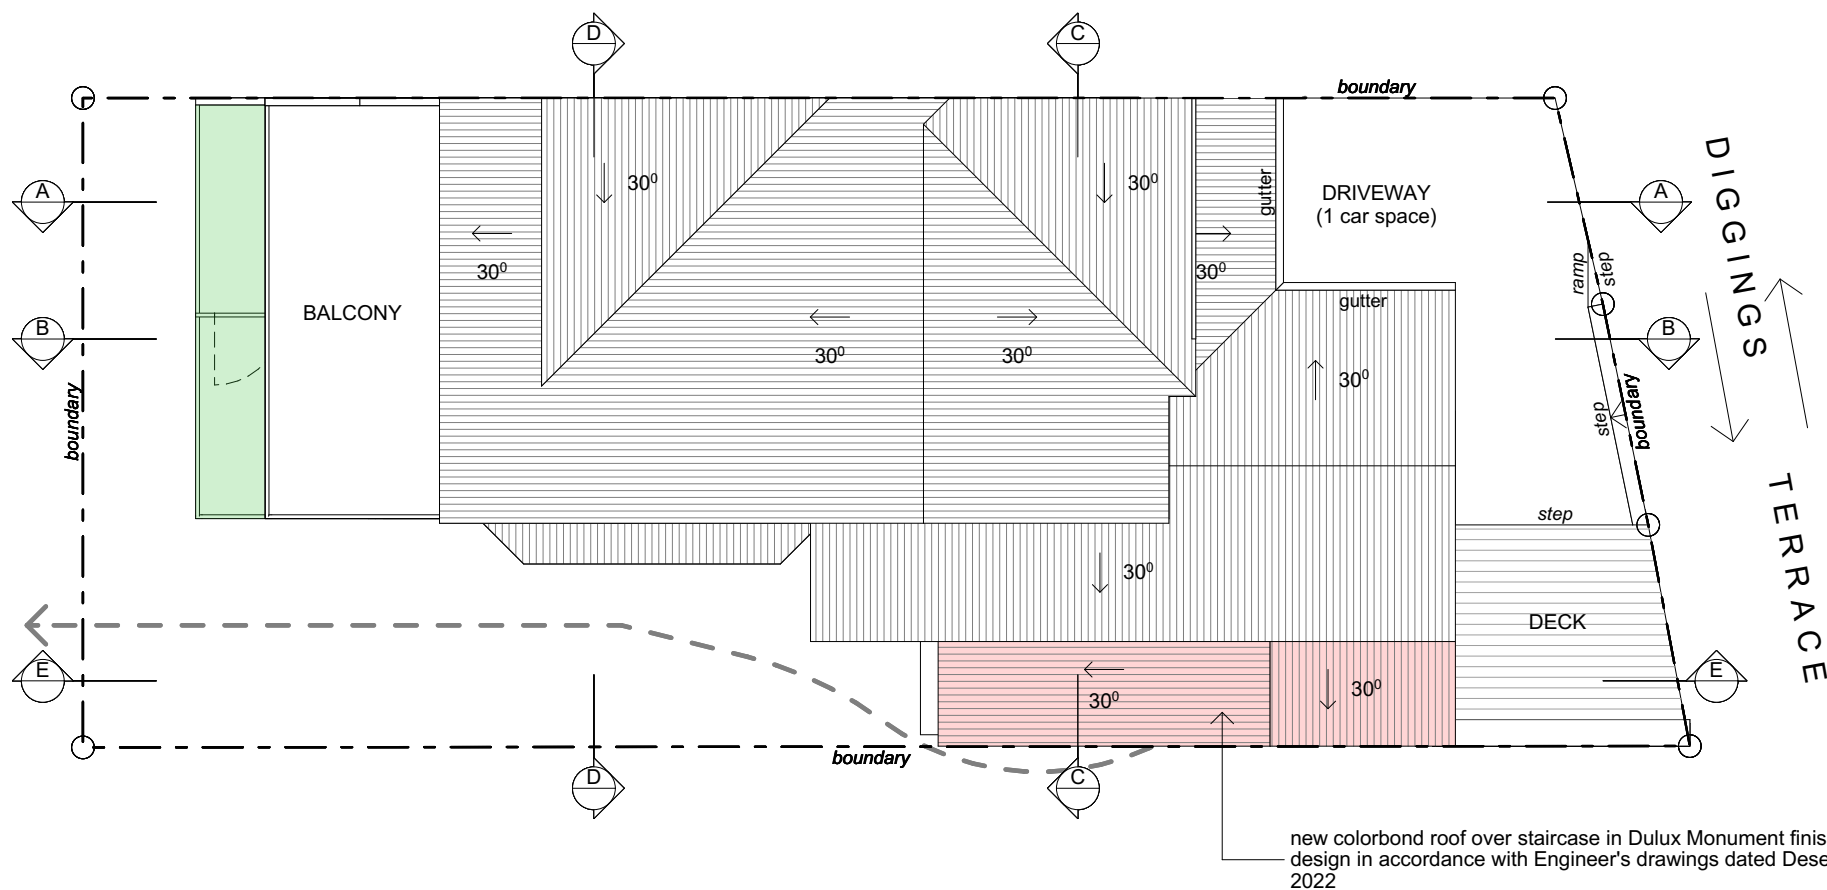 D
C
boundary
A
30⁰
30⁰
gutter
DRIVEWAY
(1 car space)
A
DIGGINGS
TERRACE
30⁰
30⁰
ramp
step
BALCONY
gutter
B
30⁰
30⁰
30⁰
B
boundary
step
boundary
step
30⁰
DECK
E
30⁰
30⁰
E
boundary
D
C
new colorbond roof over staircase in Dulux Monument finis
design in accordance with Engineer's drawings dated Dese
2022